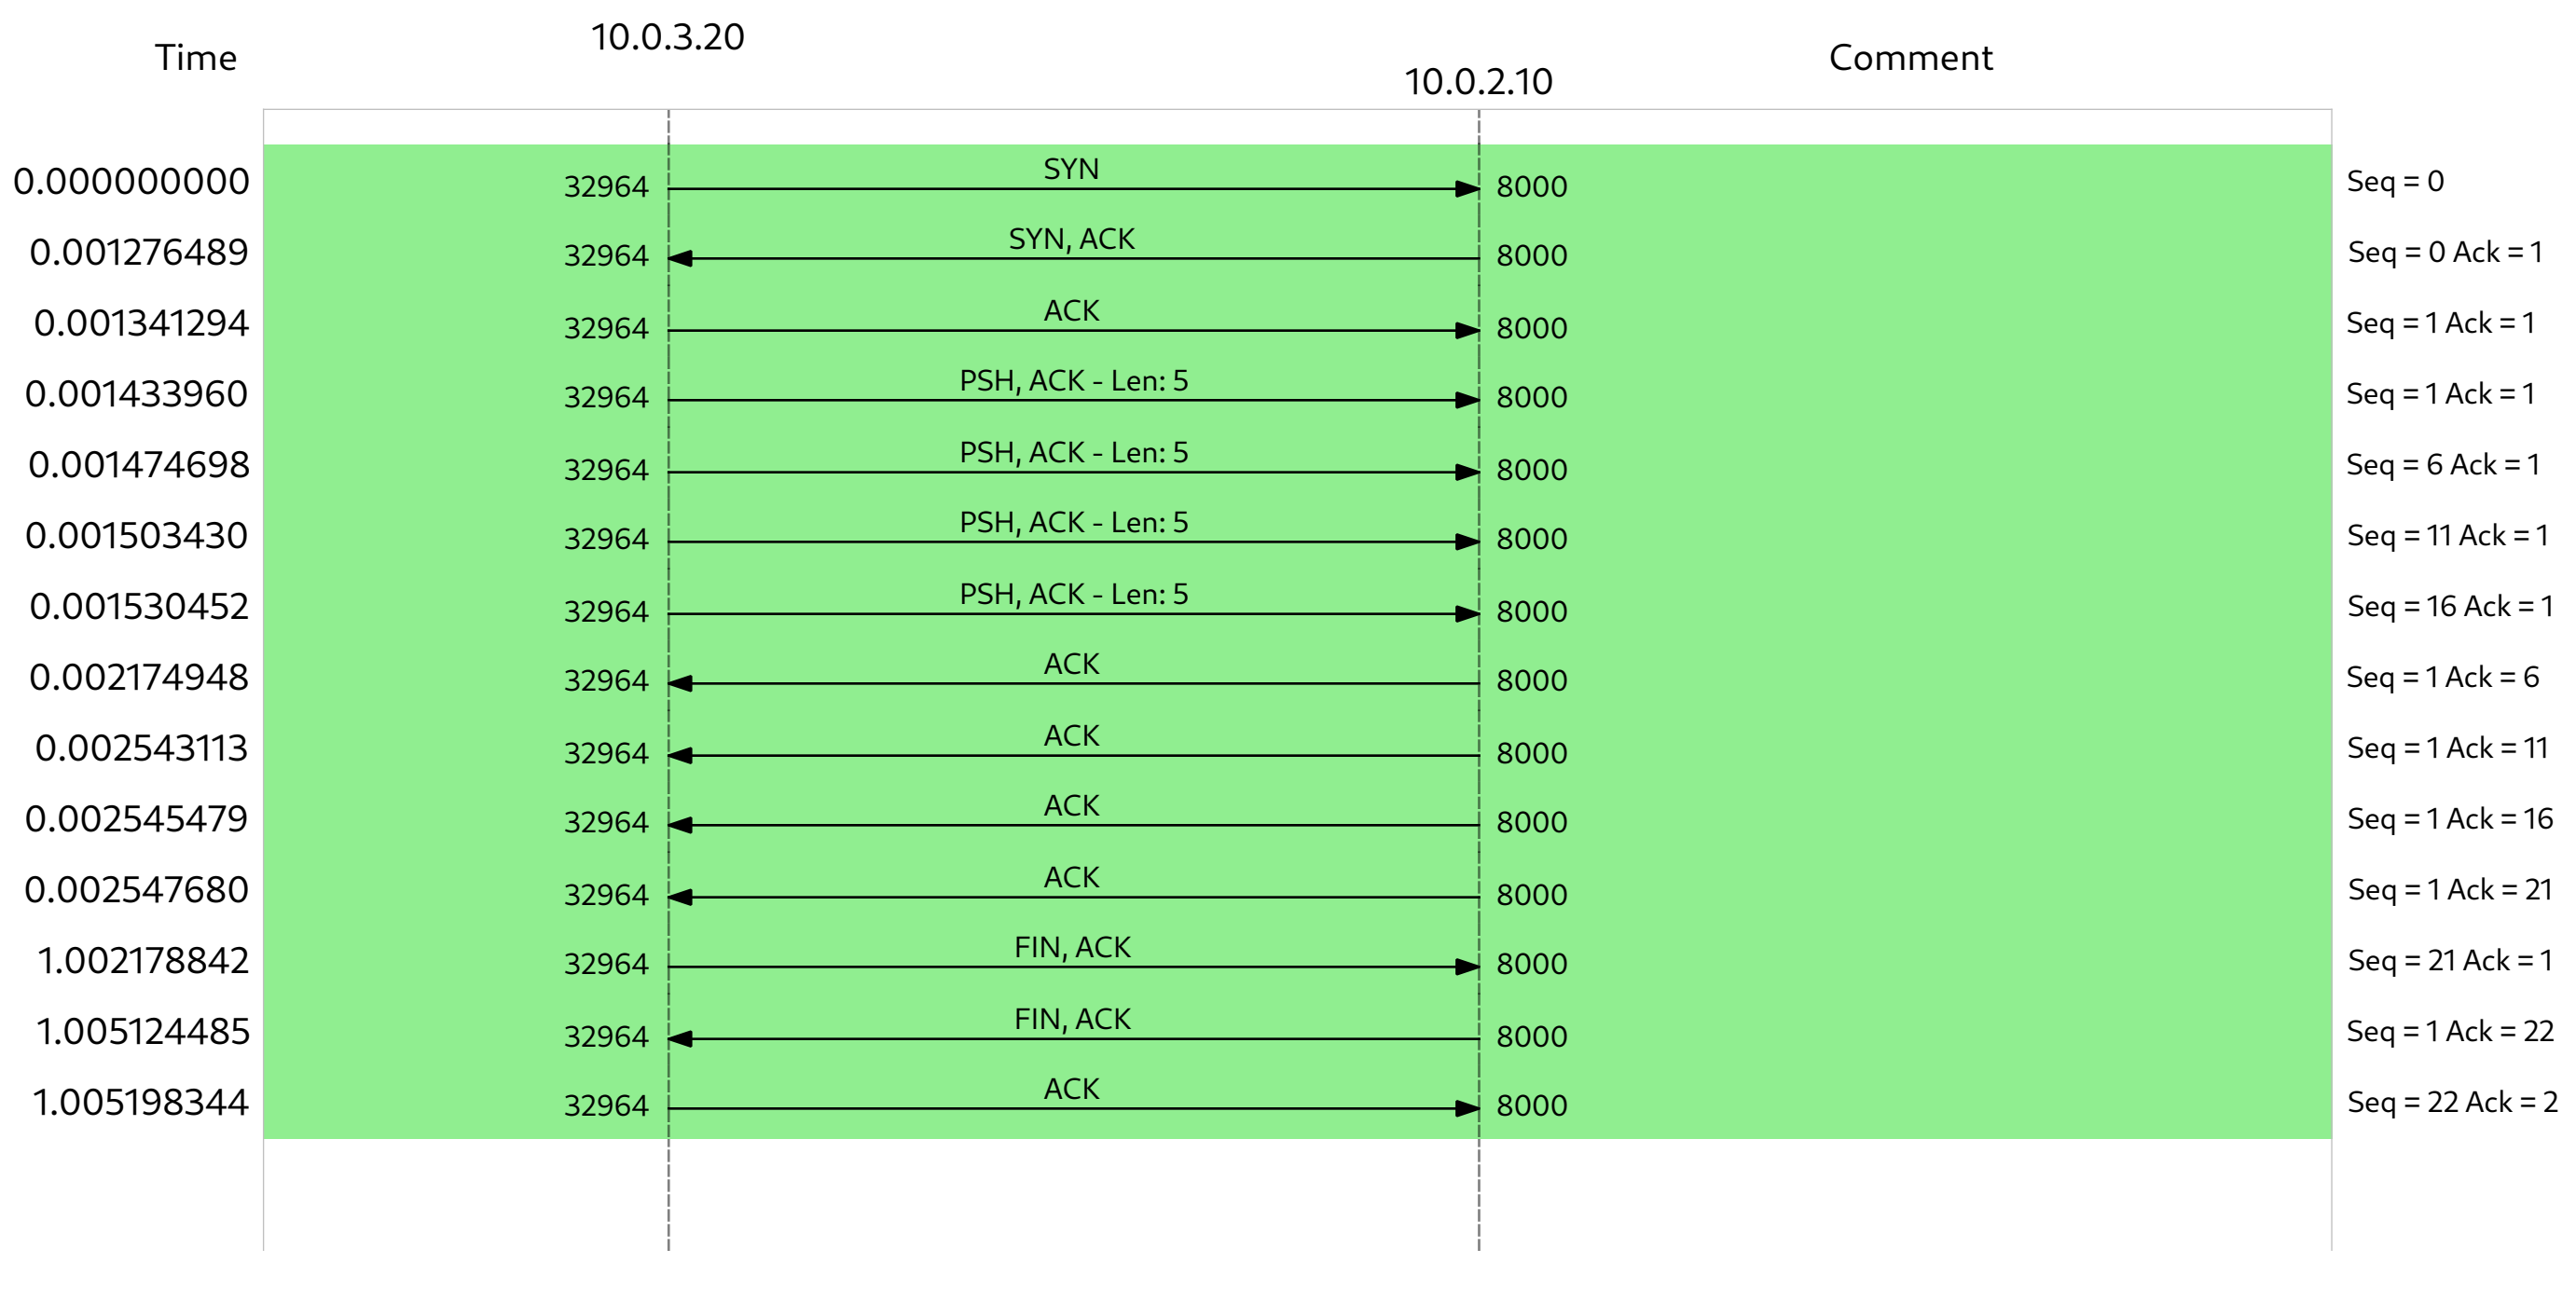 Time 10.0.3.20 10.0.2.10 Comment
0.000000000 32964 SYN 8000 Seq = 0
0.001276489 32964 SYN, ACK 8000 Seq = 0 Ack = 1
0.001341294 32964 ACK 8000 Seq = 1 Ack = 1
0.001433960 32964 PSH, ACK - Len: 5 8000 Seq = 1 Ack = 1
0.001474698 32964 PSH, ACK - Len: 5 8000 Seq = 6 Ack = 1
0.001503430 32964 PSH, ACK - Len: 5 8000 Seq = 11 Ack = 1
0.001530452 32964 PSH, ACK - Len: 5 8000 Seq = 16 Ack = 1
0.002174948 32964 ACK 8000 Seq = 1 Ack = 6
0.002543113 32964 ACK 8000 Seq = 1 Ack = 11
0.002545479 32964 ACK 8000 Seq = 1 Ack = 16
0.002547680 32964 ACK 8000 Seq = 1 Ack = 21
1.002178842 32964 FIN, ACK 8000 Seq = 21 Ack = 1
1.005124485 32964 FIN, ACK 8000 Seq = 1 Ack = 22
1.005198344 32964 ACK 8000 Seq = 22 Ack = 2